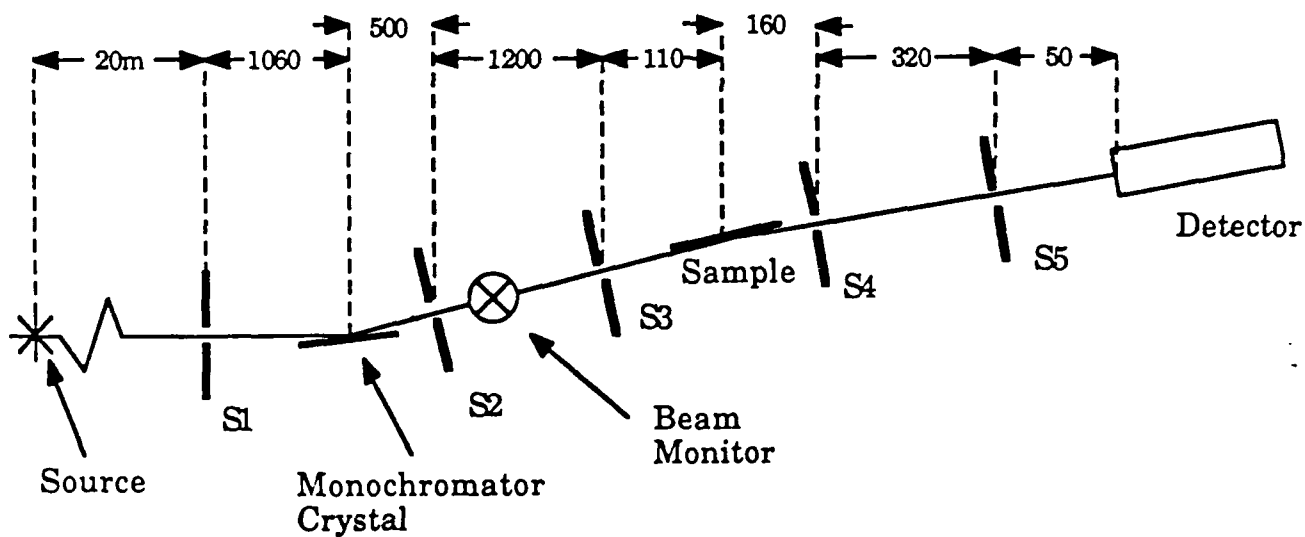 500
160
20m
1060
1200
110
320
50
Detector
Sample
S5
S4
S3
S2
S1
Beam
Monitor
Source
Monochromator
Crystal